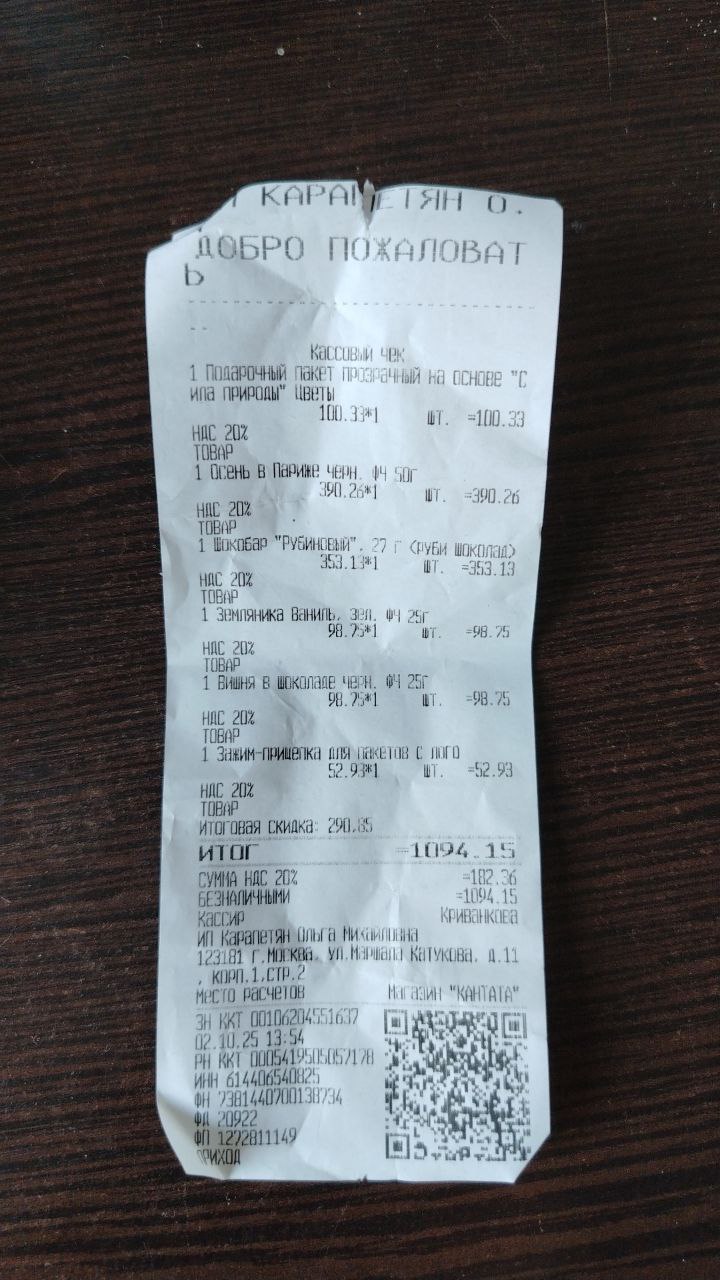 КАРАПЕТЯН О.
ДОБРО ПОЖАЛОВАТ
Ь
--
Кассовый чек
1 Подарочный пакет прозрачный на основе "С
ила природы" Цветы
100.33*1 шт. =100.33
НДС 20%
ТОВАР
1 Осень в Париже черн. ФЧ 50г
390.26*1 шт. =390.26
НДС 20%
ТОВАР
1 Шокобар "Рубиновый", 27 г (руби шоколад)
353.13*1 шт. =353.13
НДС 20%
ТОВАР
1 Земляника Ваниль, зел. ФЧ 25г
98.75*1 шт. =98.75
НДС 20%
ТОВАР
1 Вишня в шоколаде черн. ФЧ 25г
98.75*1 шт. =98.75
НДС 20%
ТОВАР
1 Зажим-прищепка для пакетов с лого
52.93*1 шт. =52.93
НДС 20%
ТОВАР
ИТОГОВАЯ СКИДКА: 290.85
ИТОГ =1094.15
СУММА НДС 20% =182.36
БЕЗНАЛИЧНЫМИ =1094.15
Кассир Криванкова
ИП Карапетян Ольга Михайловна
123181 г.Москва, ул.Маршала Катукова, д.11
, корп.1,стр.2
Место расчетов Магазин "КАНТАТА"
ЗН ККТ 00106204551637
02.10.25 13:54
РН ККТ 0005419505057178
ИНН 614406540825
ФН 7381440700138734
ФД 20922
ФП 1272811149
ПРИХОД